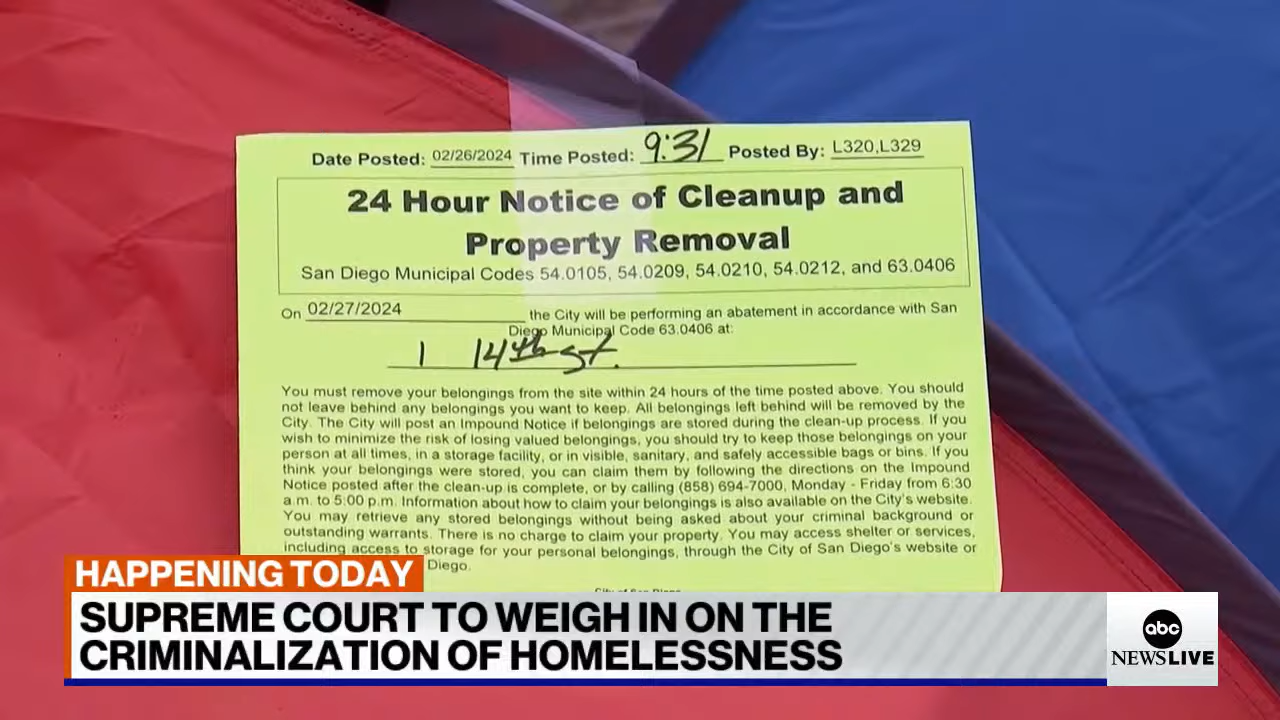 Date Posted: 02/26/2024 Time Posted: 9:31 Posted By: L320,L329
24 Hour Notice of Cleanup and
Property Removal
San Diego Municipal Codes 54.0105, 54.0209, 54.0210, 54.0212, and 63.0406
On 02/27/2024 the City will be performing an abatement in accordance with San
Diego Municipal Code 63.0406 at:
1 14th st.
You must remove your belongings from the site within 24 hours of the time posted above. You should
not leave behind any belongings you want to keep. All belongings left behind will be removed by the
City. The City will post an Impound Notice if belongings are stored during the clean-up process. If you
wish to minimize the risk of losing valued belongings, you should try to keep those belongings on your
person at all times, in a storage facility, or in visible, sanitary, and safely accessible bags or bins. If you
think your belongings were stored, you can claim them by following the directions on the Impound
Notice posted after the clean-up is complete, or by calling (858) 694-7000, Monday - Friday from 6:30
a.m. to 5:00 p.m. Information about how to claim your belongings is also available on the City's website.
You may retrieve any stored belongings without being asked about your criminal background or
outstanding warrants. There is no charge to claim your property. You may access shelter or services,
including access to storage for your personal belongings, through the City of San Diego's website or
Diego.
HAPPENING TODAY
SUPREME COURT TO WEIGH IN ON THE
CRIMINALIZATION OF HOMELESSNESS
abc
NEWS LIVE